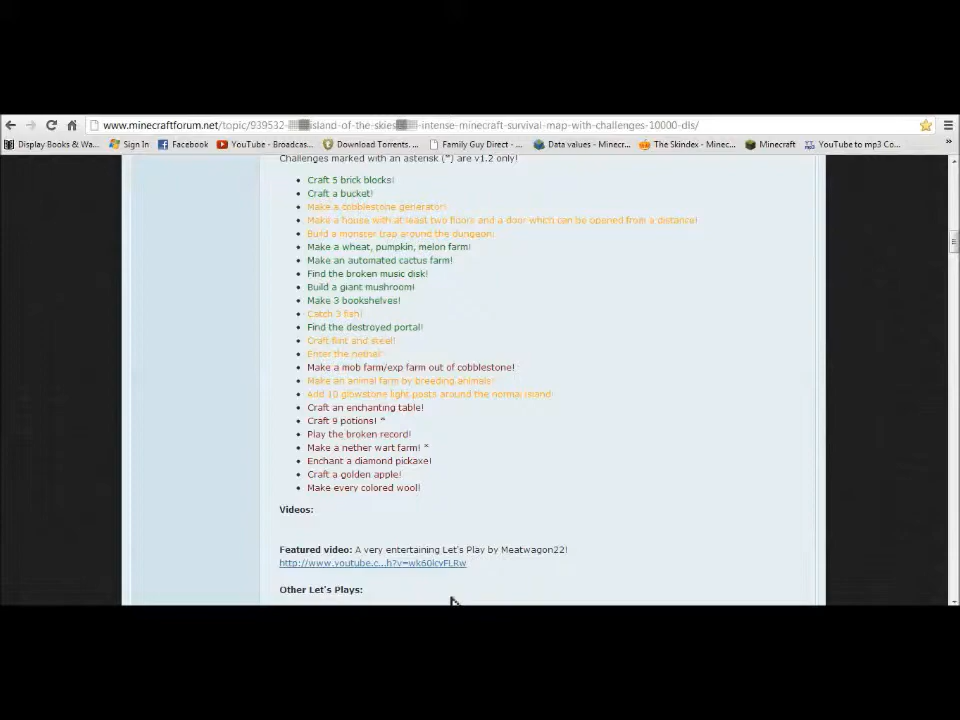 www.minecraftforum.net/topic/939532- island-of-the-skies -intense-minecraft-survival-map-with-challenges-10000-dls/
Display Books & Wa... Sign In Facebook YouTube - Broadcas... Download Torrents. ... Family Guy Direct - ... Data values - Minecr... The Skindex - Minec... Minecraft YouTube to mp3 Co... »
Challenges marked with an asterisk (*) are v1.2 only!
• Craft 5 brick blocks!
• Craft a bucket!
• Make a cobblestone generator!
• Make a house with at least two floors and a door which can be opened from a distance!
• Build a monster trap around the dungeon!
• Make a wheat, pumpkin, melon farm!
• Make an automated cactus farm!
• Find the broken music disk!
• Build a giant mushroom!
• Make 3 bookshelves!
• Catch 3 fish!
• Find the destroyed portal!
• Craft flint and steel!
• Enter the nether!
• Make a mob farm/exp farm out of cobblestone!
• Make an animal farm by breeding animals!
• Add 10 glowstone light posts around the normal island!
• Craft an enchanting table!
• Craft 9 potions! *
• Play the broken record!
• Make a nether wart farm! *
• Enchant a diamond pickaxe!
• Craft a golden apple!
• Make every colored wool!
Videos:
Featured video: A very entertaining Let's Play by Meatwagon22!
http://www.youtube.c...h?v=wk60icvFLRw
Other Let's Plays: